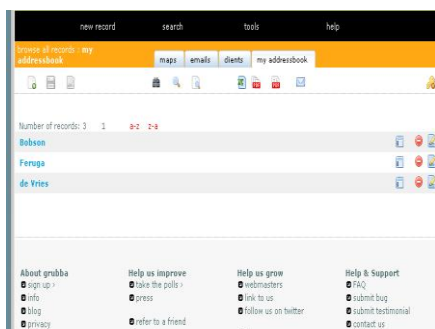 new record search tools help
browse all records : my
addressbook
maps emails clients my addressbook
Number of records: 3 1 a-z z-a
Bobson
Feruga
de Vries
About grubba Help us improve Help us grow Help & Support
sign up › take the polls › webmasters FAQ
info press link to us submit bug
blog follow us on twitter submit testimonial
privacy refer to a friend contact us